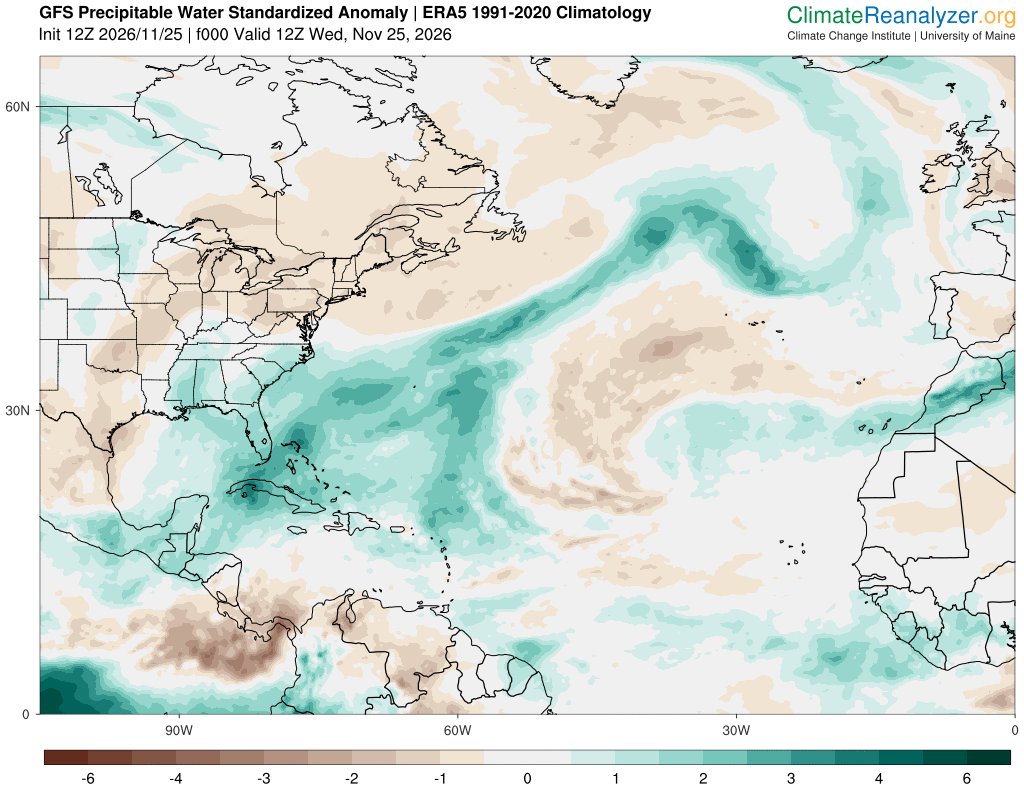 GFS Precipitable Water Standardized Anomaly | ERA5 1991-2020 Climatology
Init 12Z 2026/11/25 | f000 Valid 12Z Wed, Nov 25, 2026
ClimateReanalyzer.org
Climate Change Institute | University of Maine
60N
30N
0
90W
60W
30W
0
-6
-4
-3
-2
-1
0
1
2
3
4
6